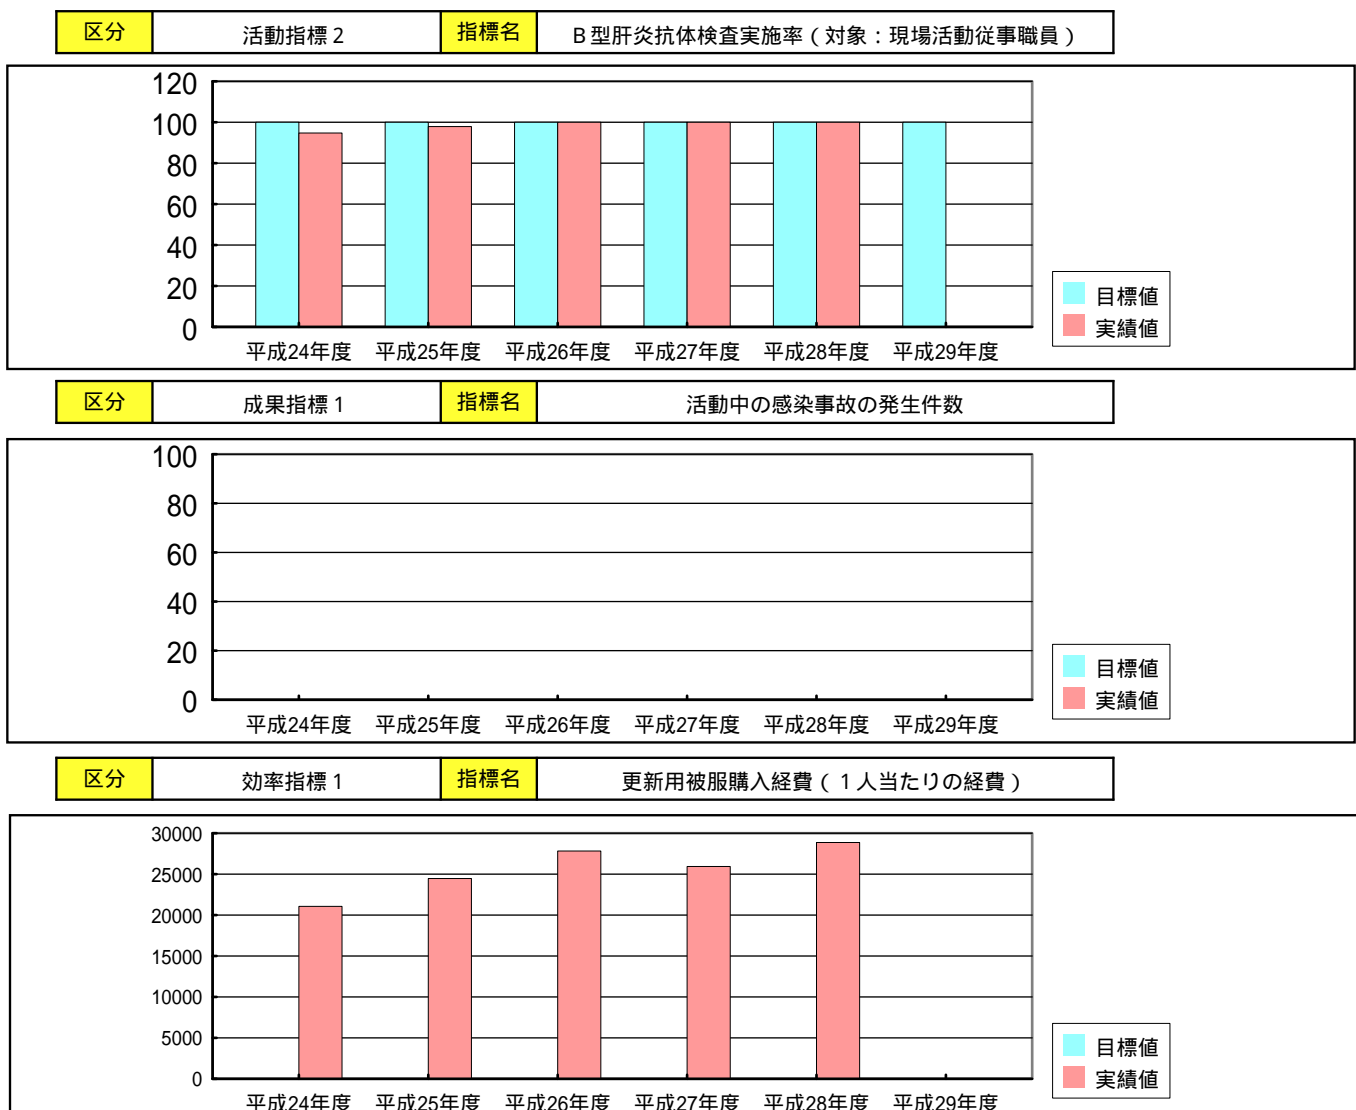 区分 活動指標２ 指標名 Ｂ型肝炎抗体検査実施率（対象：現場活動従事職員）
120
100
80
60
40
20
0
平成24年度 平成25年度 平成26年度 平成27年度 平成28年度 平成29年度
目標値
実績値
区分 成果指標１ 指標名 活動中の感染事故の発生件数
100
80
60
40
20
0
平成24年度 平成25年度 平成26年度 平成27年度 平成28年度 平成29年度
目標値
実績値
区分 効率指標１ 指標名 更新用被服購入経費（１人当たりの経費）
30000
25000
20000
15000
10000
5000
0
平成24年度 平成25年度 平成26年度 平成27年度 平成28年度 平成29年度
目標値
実績値